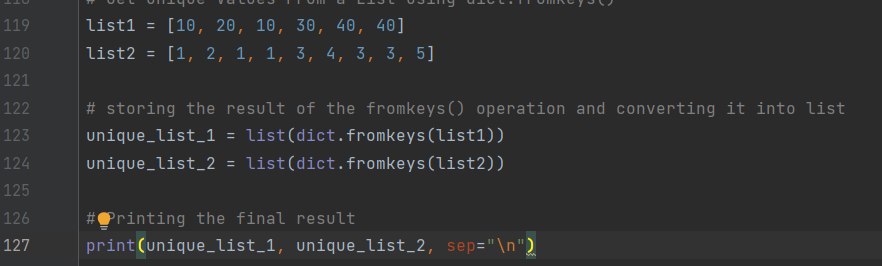 118 # Get Unique Values from a List using dict.fromkeys()
119 list1 = [10, 20, 10, 30, 40, 40]
120 list2 = [1, 2, 1, 1, 3, 4, 3, 3, 5]
121
122 # storing the result of the fromkeys() operation and converting it into list
123 unique_list_1 = list(dict.fromkeys(list1))
124 unique_list_2 = list(dict.fromkeys(list2))
125
126 # Printing the final result
127 print(unique_list_1, unique_list_2, sep="\n")